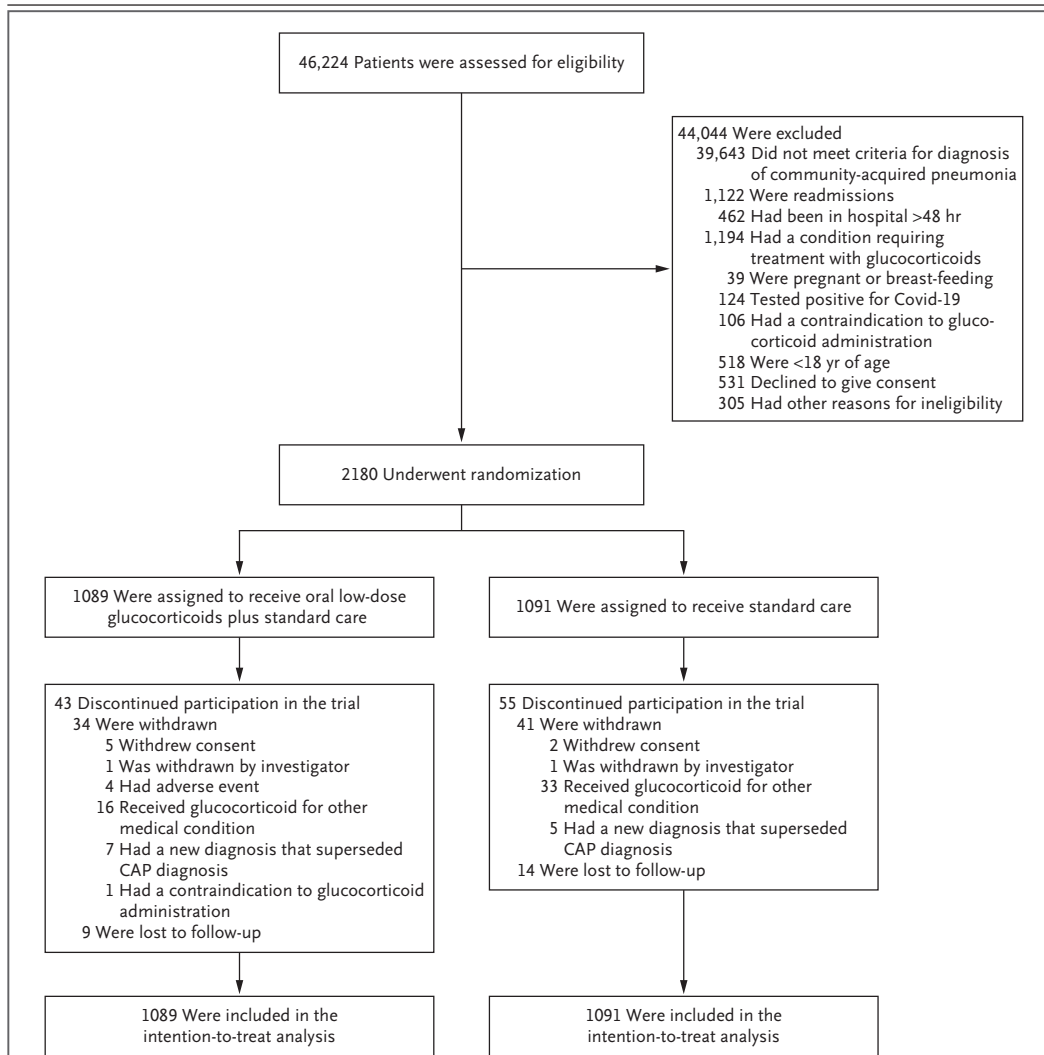 46,224 Patients were assessed for eligibility
44,044 Were excluded
39,643 Did not meet criteria for diagnosis
of community-acquired pneumonia
1,122 Were readmissions
462 Had been in hospital >48 hr
1,194 Had a condition requiring
treatment with glucocorticoids
39 Were pregnant or breast-feeding
124 Tested positive for Covid-19
106 Had a contraindication to gluco-
corticoid administration
518 Were <18 yr of age
531 Declined to give consent
305 Had other reasons for ineligibility
2180 Underwent randomization
1089 Were assigned to receive oral low-dose
glucocorticoids plus standard care
1091 Were assigned to receive standard care
43 Discontinued participation in the trial
34 Were withdrawn
5 Withdrew consent
1 Was withdrawn by investigator
4 Had adverse event
16 Received glucocorticoid for other
medical condition
7 Had a new diagnosis that superseded
CAP diagnosis
1 Had a contraindication to glucocorticoid
administration
9 Were lost to follow-up
55 Discontinued participation in the trial
41 Were withdrawn
2 Withdrew consent
1 Was withdrawn by investigator
33 Received glucocorticoid for other
medical condition
5 Had a new diagnosis that superseded
CAP diagnosis
14 Were lost to follow-up
1089 Were included in the
intention-to-treat analysis
1091 Were included in the
intention-to-treat analysis